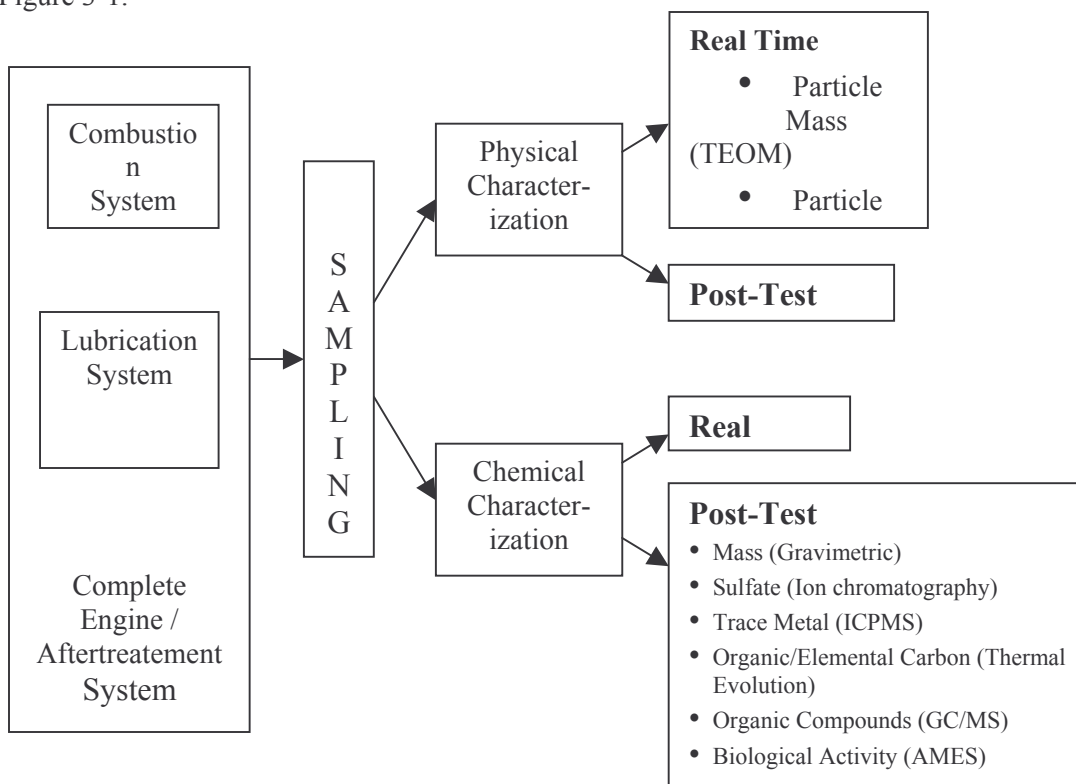 Figure 3-1.
Combustio
n
System
Lubrication
System
Complete
Engine /
Aftertreatement
System
S
A
M
P
L
I
N
G
Physical
Character-
ization
Chemical
Character-
ization
Real Time
• Particle
Mass
(TEOM)
• Particle
Post-Test
Real
Post-Test
• Mass (Gravimetric)
• Sulfate (Ion chromatography)
• Trace Metal (ICPMS)
• Organic/Elemental Carbon (Thermal
Evolution)
• Organic Compounds (GC/MS)
• Biological Activity (AMES)